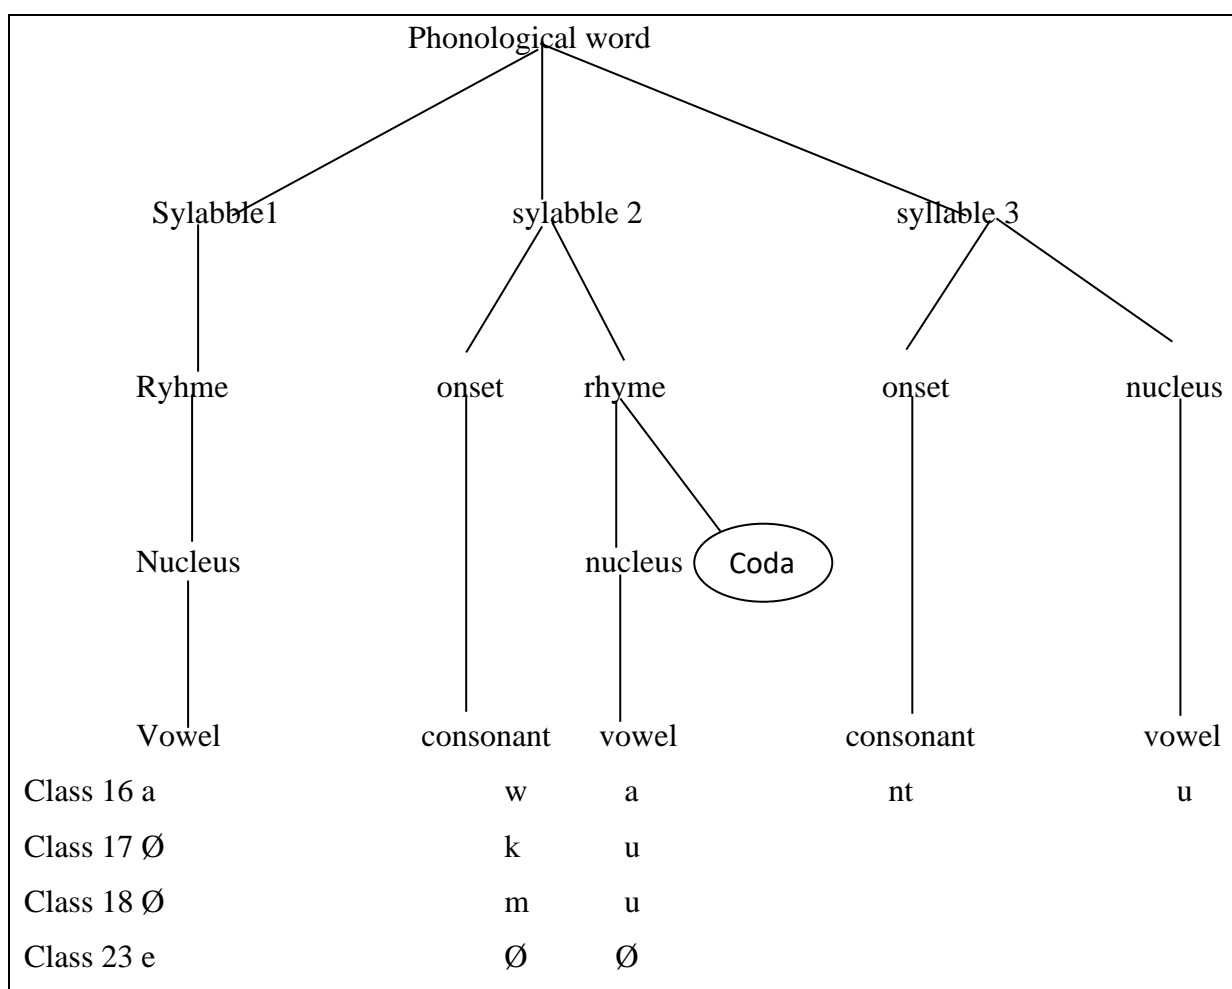 Phonological word
Sylabble1 sylabble 2 syllable 3
Ryhme onset rhyme onset nucleus
Nucleus nucleus Coda
Vowel consonant vowel consonant vowel
Class 16 a w a nt u
Class 17 Ø k u
Class 18 Ø m u
Class 23 e Ø Ø